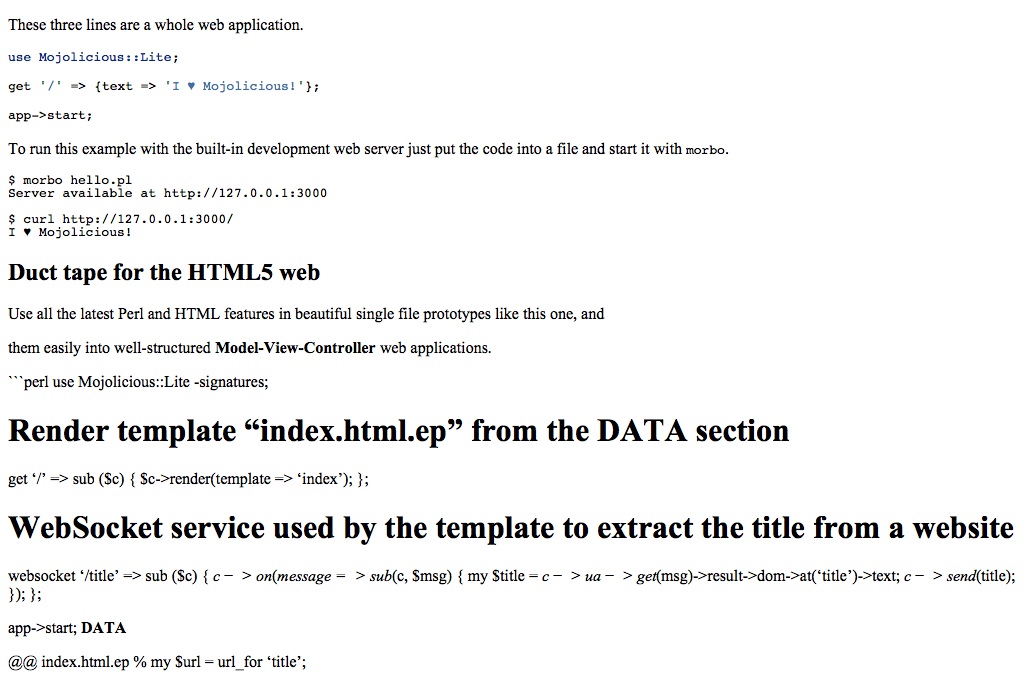 These three lines are a whole web application.
use Mojolicious::Lite;
get '/' => {text => 'I ♥ Mojolicious!'};
app->start;
To run this example with the built-in development web server just put the code into a file and start it with morbo.
$ morbo hello.pl
Server available at http://127.0.0.1:3000
$ curl http://127.0.0.1:3000/
I ♥ Mojolicious!
Duct tape for the HTML5 web
Use all the latest Perl and HTML features in beautiful single file prototypes like this one, and
them easily into well-structured Model-View-Controller web applications.
```perl use Mojolicious::Lite -signatures;
Render template “index.html.ep” from the DATA section
get ‘/’ => sub ($c) { $c->render(template => ‘index’); };
WebSocket service used by the template to extract the title from a website
websocket ‘/title’ => sub ($c) { c− > on(message = > sub(c, $msg) { my $title = c − > ua − > get(msg)->result->dom->at(‘title’)->text; c − > send(title);
}); };
app->start; DATA
@@ index.html.ep % my $url = url_for ‘title’;